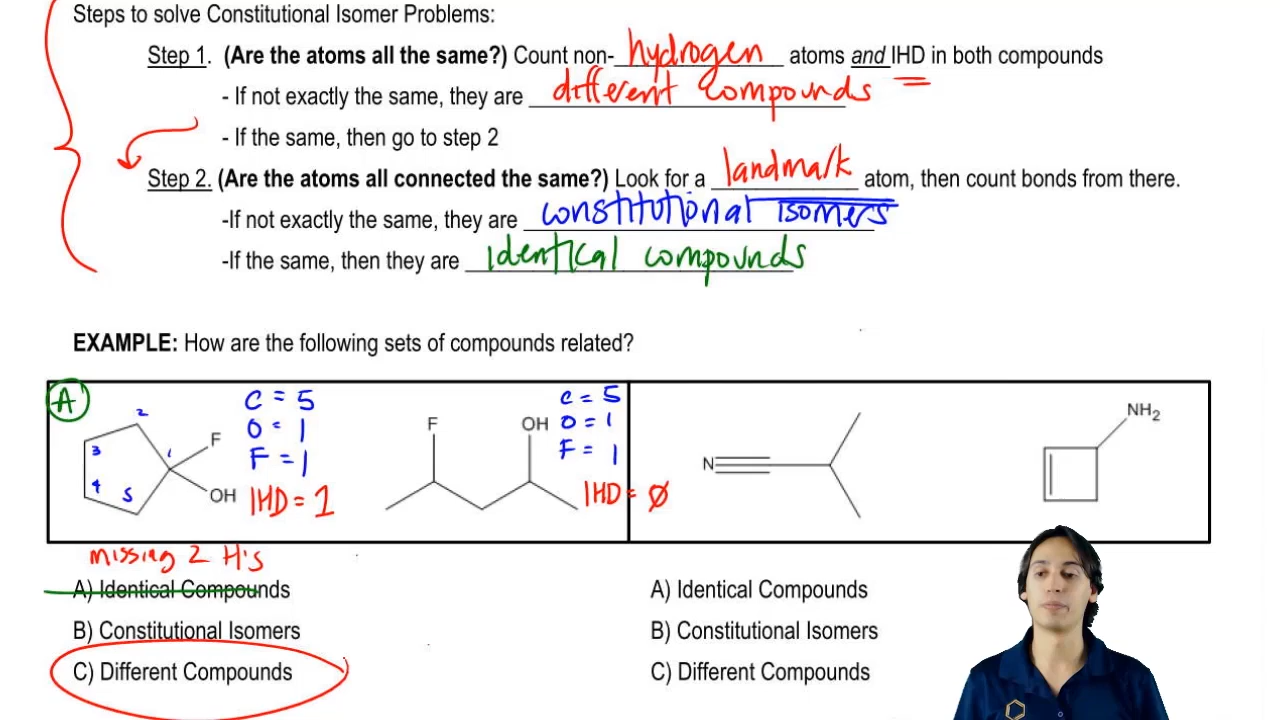 Steps to solve Constitutional Isomer Problems:
Step 1. (Are the atoms all the same?) Count non- hydrogen atoms and IHD in both compounds
- If not exactly the same, they are different compounds
- If the same, then go to step 2
Step 2. (Are the atoms all connected the same?) Look for a landmark atom, then count bonds from there.
-If not exactly the same, they are constitutional isomers
-If the same, then they are identical compounds
EXAMPLE: How are the following sets of compounds related?
A
1
2
3
4
5
F
OH
C = 5
O = 1
F = 1
IHD = 1
missing 2 H's
F
OH
C = 5
O = 1
F = 1
IHD = 0
N
NH2
A) Identical Compounds
B) Constitutional Isomers
C) Different Compounds
A) Identical Compounds
B) Constitutional Isomers
C) Different Compounds